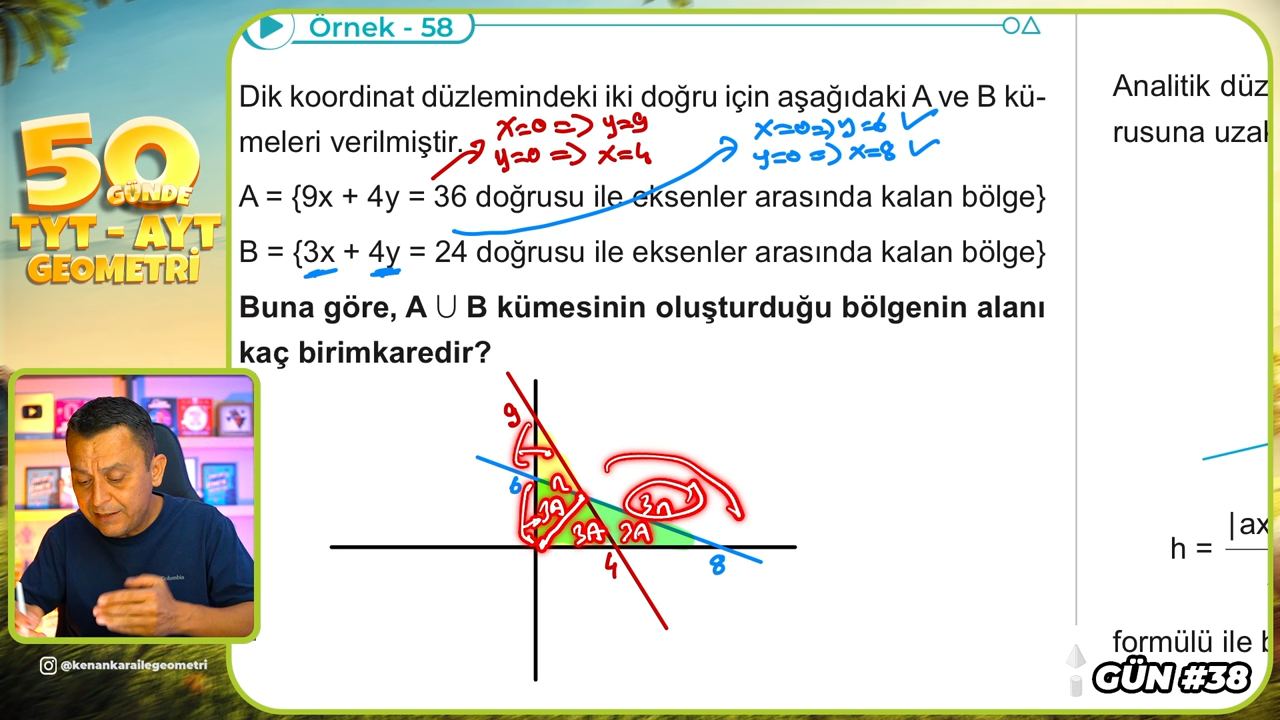 Örnek - 58
Dik koordinat düzlemindeki iki doğru için aşağıdaki A ve B kü-
meleri verilmiştir.
x=0 => y=9
y=0 => x=4
x=0 => y=6 ✓
y=0 => x=8 ✓
A = {9x + 4y = 36 doğrusu ile eksenler arasında kalan bölge}
B = {3x + 4y = 24 doğrusu ile eksenler arasında kalan bölge}
Buna göre, A ∪ B kümesinin oluşturduğu bölgenin alanı
kaç birimkaredir?
9
6
3A
3A
3A
4
8
50
GÜNDE
TYT - AYT
GEOMETRİ
@kenankarailegeometri
Analitik düz
rusuna uzak
h = |ax
formülü ile
GÜN #38